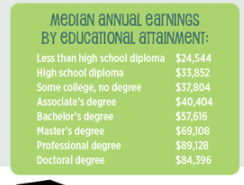 MEDIAN ANNUAL EARNINGS
BY EDUCATIONAL ATTAINMENT:
Less than high school diploma $24,544
High school diploma $33,852
Some college, no degree $37,804
Associate's degree $40,404
Bachelor's degree $57,616
Master's degree $69,108
Professional degree $89,128
Doctoral degree $84,396